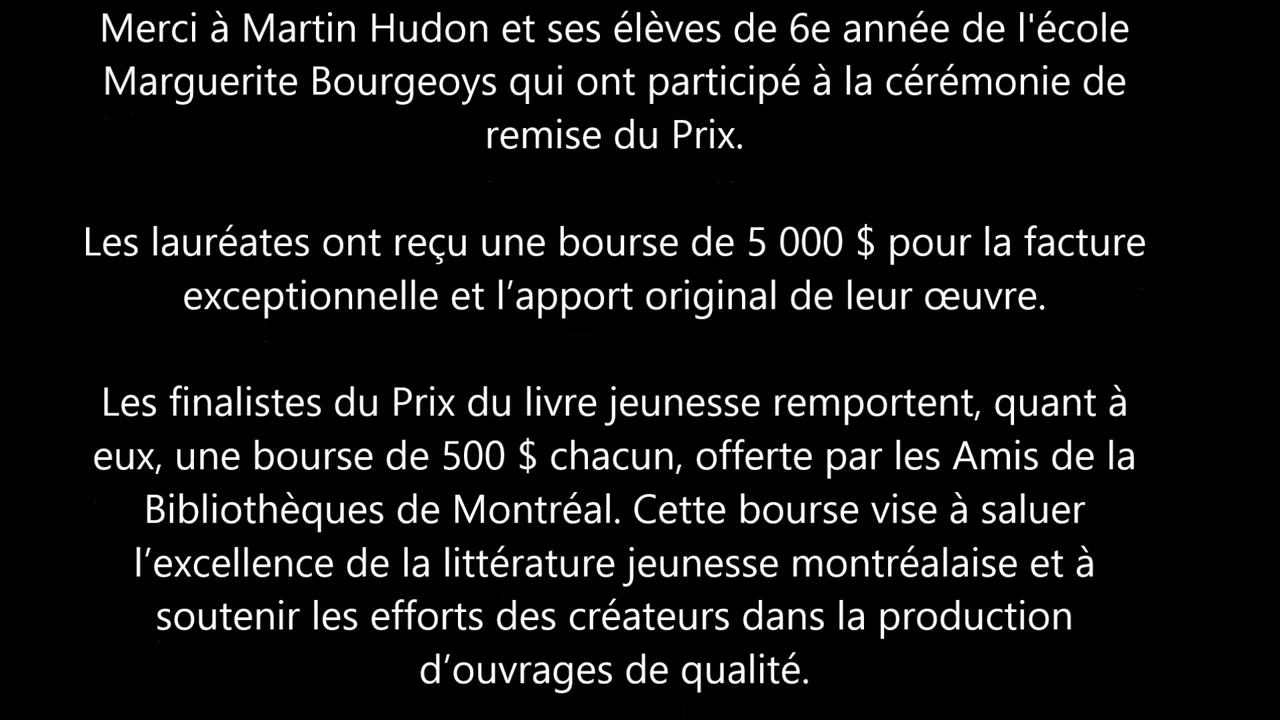 Merci à Martin Hudon et ses élèves de 6e année de l'école
Marguerite Bourgeoys qui ont participé à la cérémonie de
remise du Prix.
Les lauréates ont reçu une bourse de 5 000 $ pour la facture
exceptionnelle et l’apport original de leur œuvre.
Les finalistes du Prix du livre jeunesse remportent, quant à
eux, une bourse de 500 $ chacun, offerte par les Amis de la
Bibliothèques de Montréal. Cette bourse vise à saluer
l’excellence de la littérature jeunesse montréalaise et à
soutenir les efforts des créateurs dans la production
d’ouvrages de qualité.